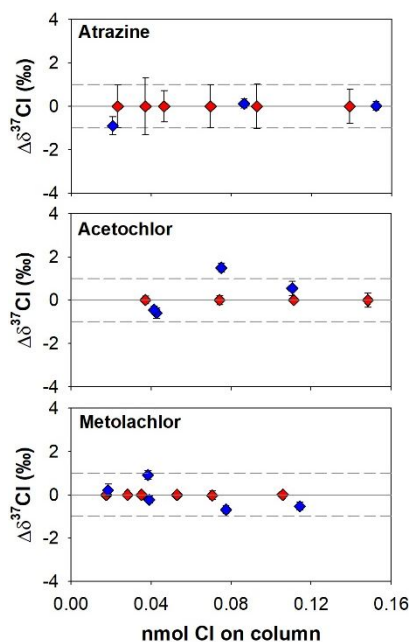 Atrazine
Δδ³⁷Cl (‰)
4
2
0
-2
-4
Acetochlor
Δδ³⁷Cl (‰)
4
2
0
-2
-4
Metolachlor
Δδ³⁷Cl (‰)
4
2
0
-2
-4
0.00 0.04 0.08 0.12 0.16
nmol Cl on column